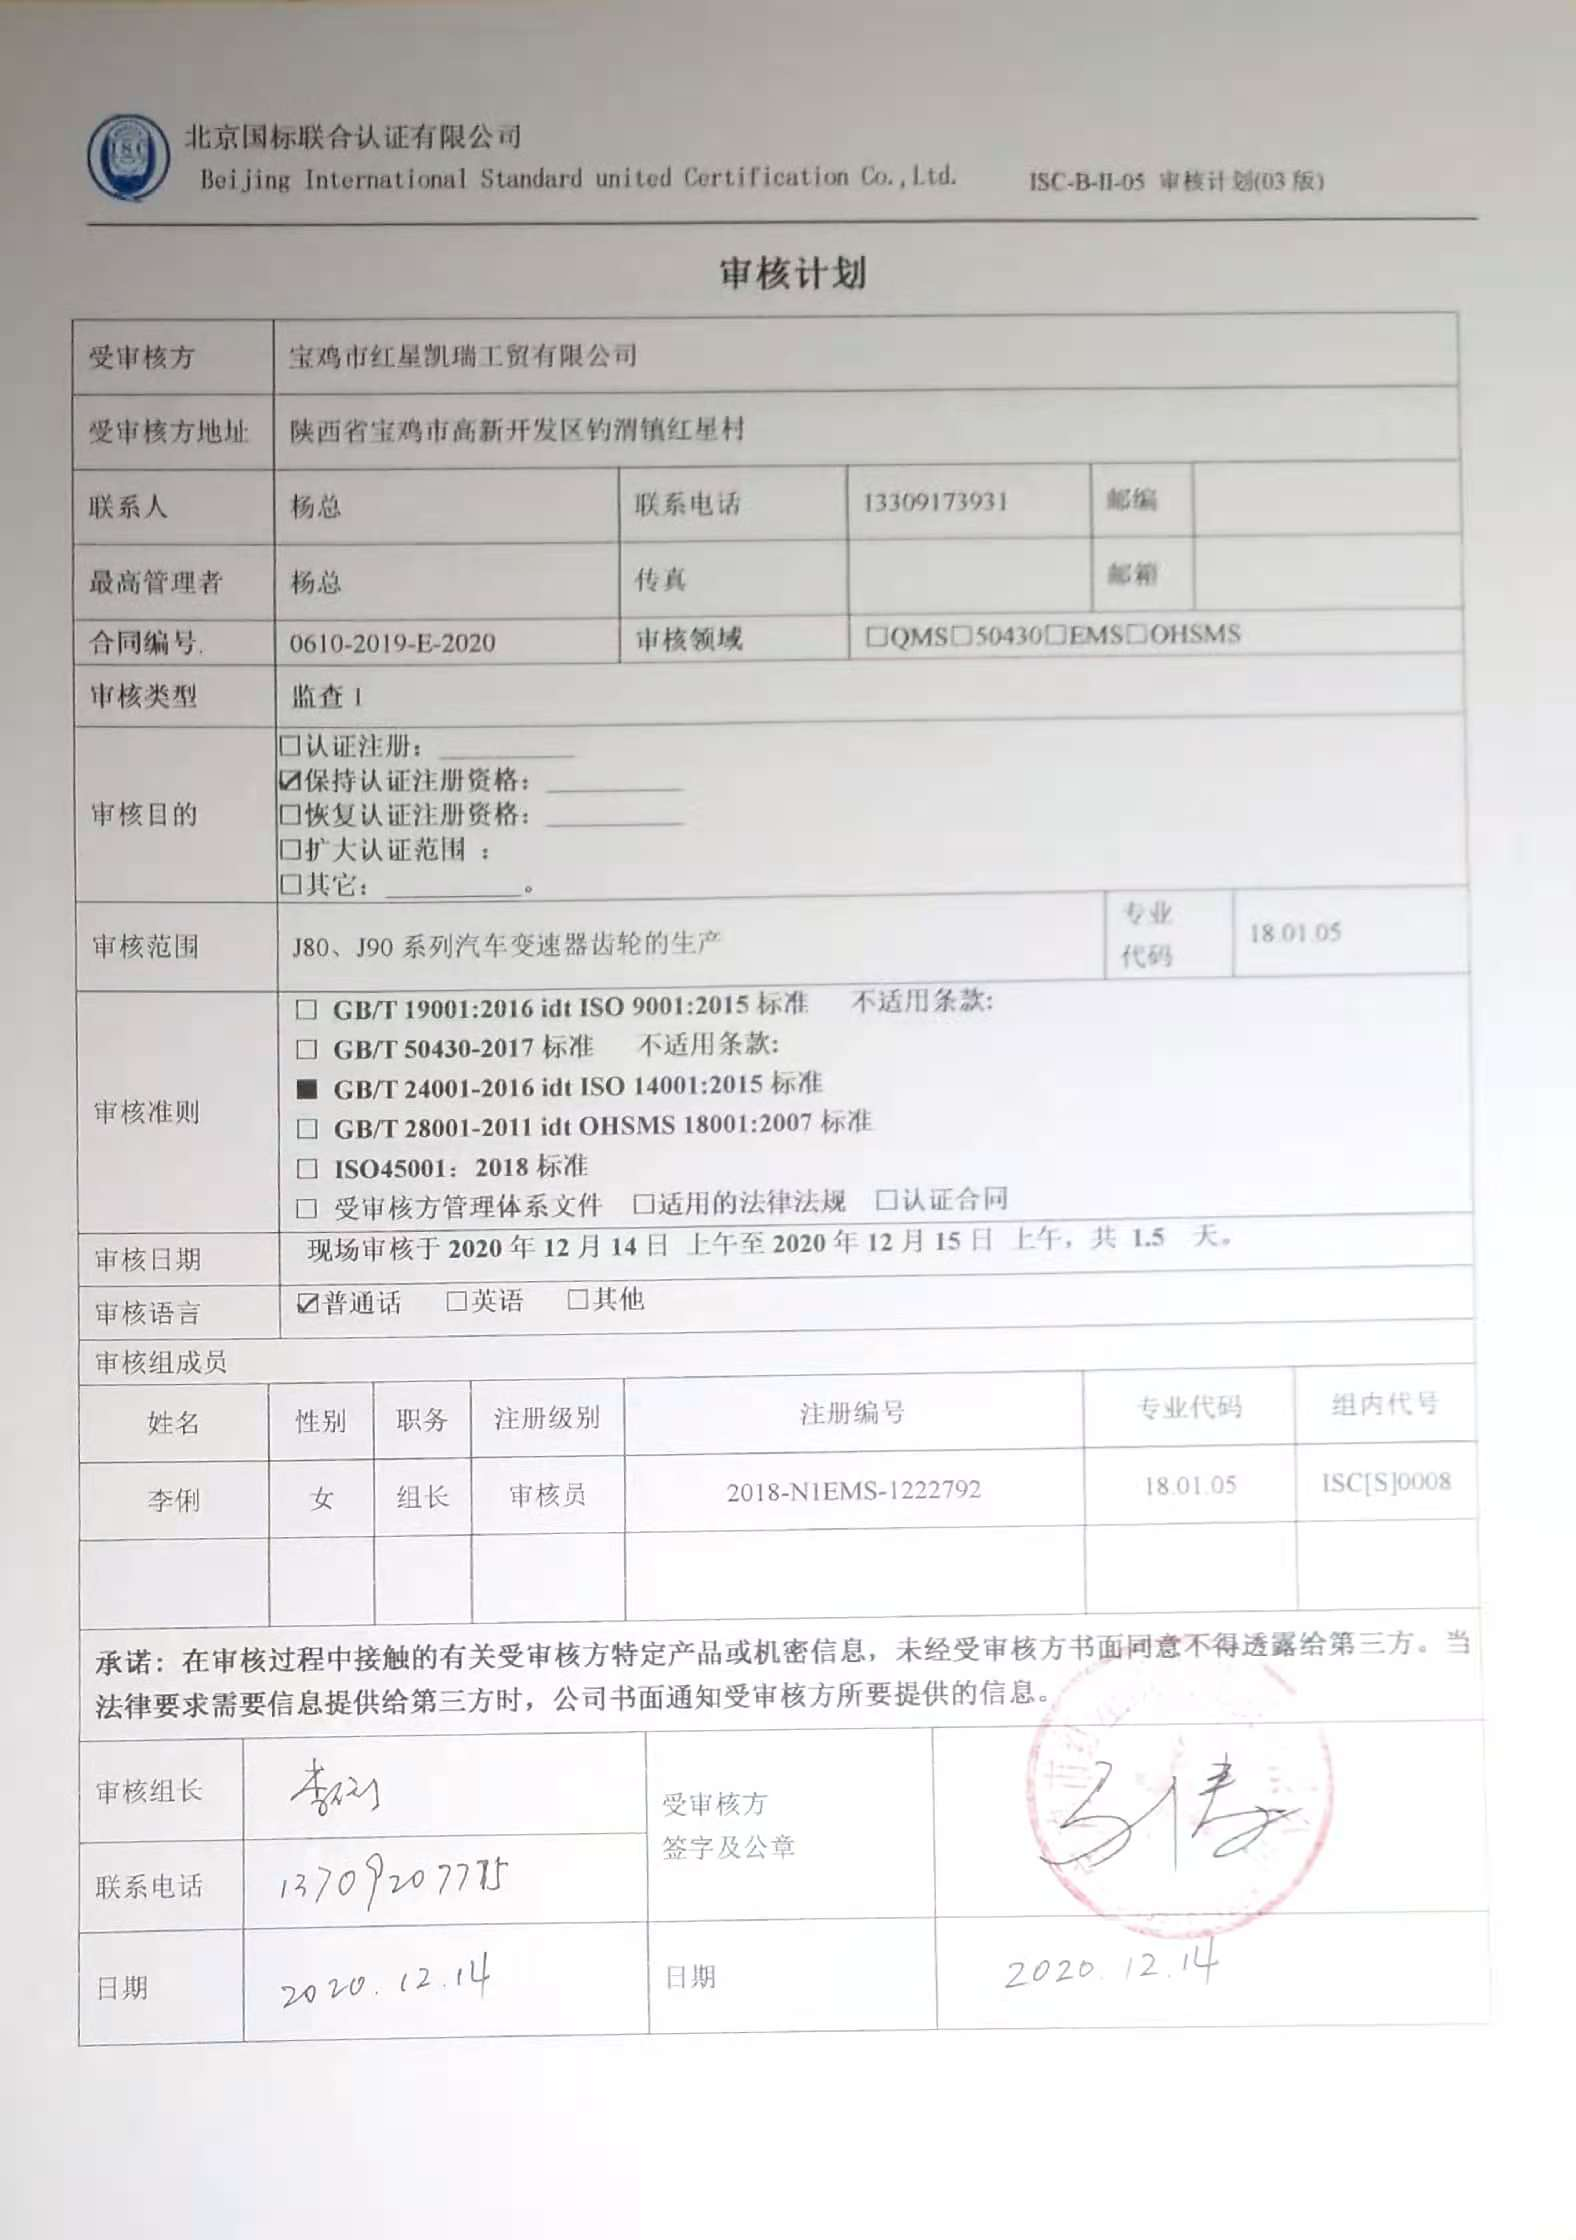 北京国标联合认证有限公司
Beijing International Standard united Certification Co.,Ltd. ISC-B-II-05 审核计划(03版)
审核计划
受审核方 宝鸡市红星凯瑞工贸有限公司
受审核方地址 陕西省宝鸡市高新开发区钓渭镇红星村
联系人 杨总 联系电话 13309173931 邮编
最高管理者 杨总 传真 邮箱
合同编号. 0610-2019-E-2020 审核领域 □QMS□50430□EMS□OHSMS
审核类型 监查 1
审核目的
□认证注册：
☑保持认证注册资格：
□恢复认证注册资格：
□扩大认证范围 ：
□其它： 。
审核范围 J80、J90 系列汽车变速器齿轮的生产 专业代码 18.01.05
审核准则
□ GB/T 19001:2016 idt ISO 9001:2015 标准 不适用条款:
□ GB/T 50430-2017 标准 不适用条款:
■ GB/T 24001-2016 idt ISO 14001:2015 标准
□ GB/T 28001-2011 idt OHSMS 18001:2007 标准
□ ISO45001：2018 标准
□ 受审核方管理体系文件 □适用的法律法规 □认证合同
审核日期 现场审核于 2020 年 12 月 14 日 上午至 2020 年 12 月 15 日 上午，共 1.5 天。
审核语言 ☑普通话 □英语 □其他
审核组成员
姓名 性别 职务 注册级别 注册编号 专业代码 组内代号
李俐 女 组长 审核员 2018-N1EMS-1222792 18.01.05 ISC[S]0008
承诺：在审核过程中接触的有关受审核方特定产品或机密信息，未经受审核方书面同意不得透露给第三方。当
法律要求需要信息提供给第三方时，公司书面通知受审核方所要提供的信息。
审核组长 李俐 受审核方
签字及公章
联系电话
日期 2020.12.14 日期 2020.12.14